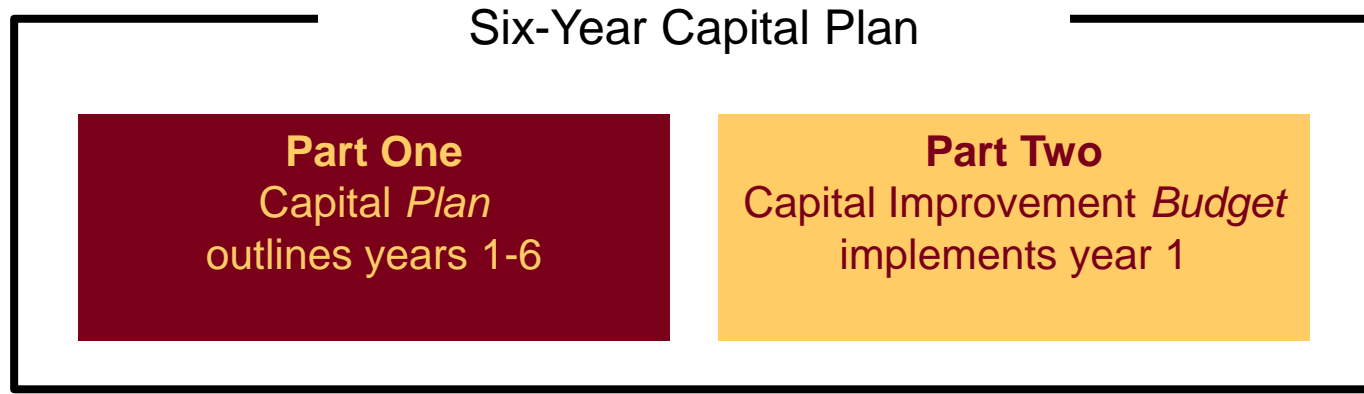 Six-Year Capital Plan
Part One
Capital Plan
outlines years 1-6
Part Two
Capital Improvement Budget
implements year 1